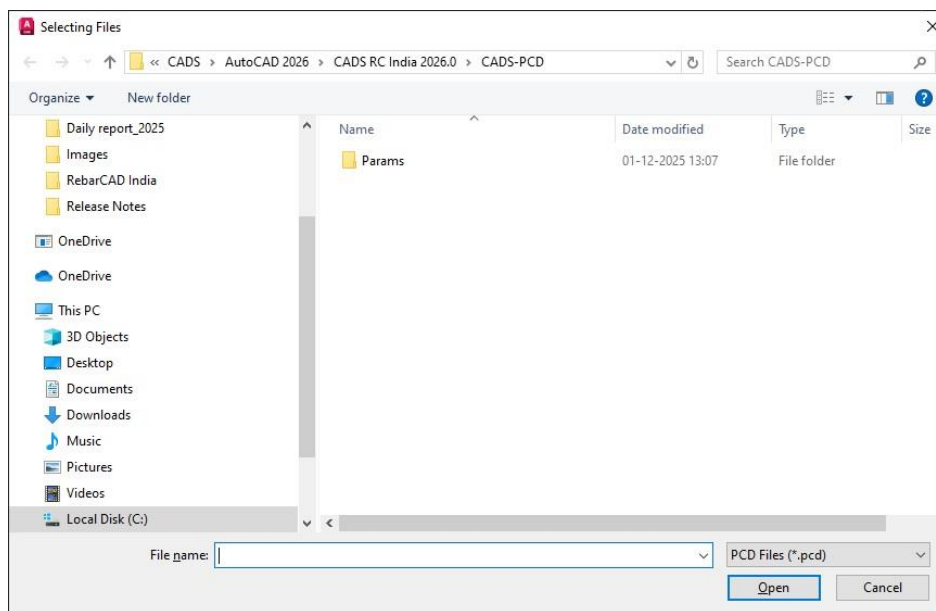 Selecting Files
« CADS › AutoCAD 2026 › CADS RC India 2026.0 › CADS-PCD Search CADS-PCD
Organize New folder
Name Date modified Type Size
Daily report_2025
Images
RebarCAD India
Release Notes
OneDrive
OneDrive
This PC
3D Objects
Desktop
Documents
Downloads
Music
Pictures
Videos
Local Disk (C:)
Params 01-12-2025 13:07 File folder
File name: PCD Files (*.pcd)
Open Cancel